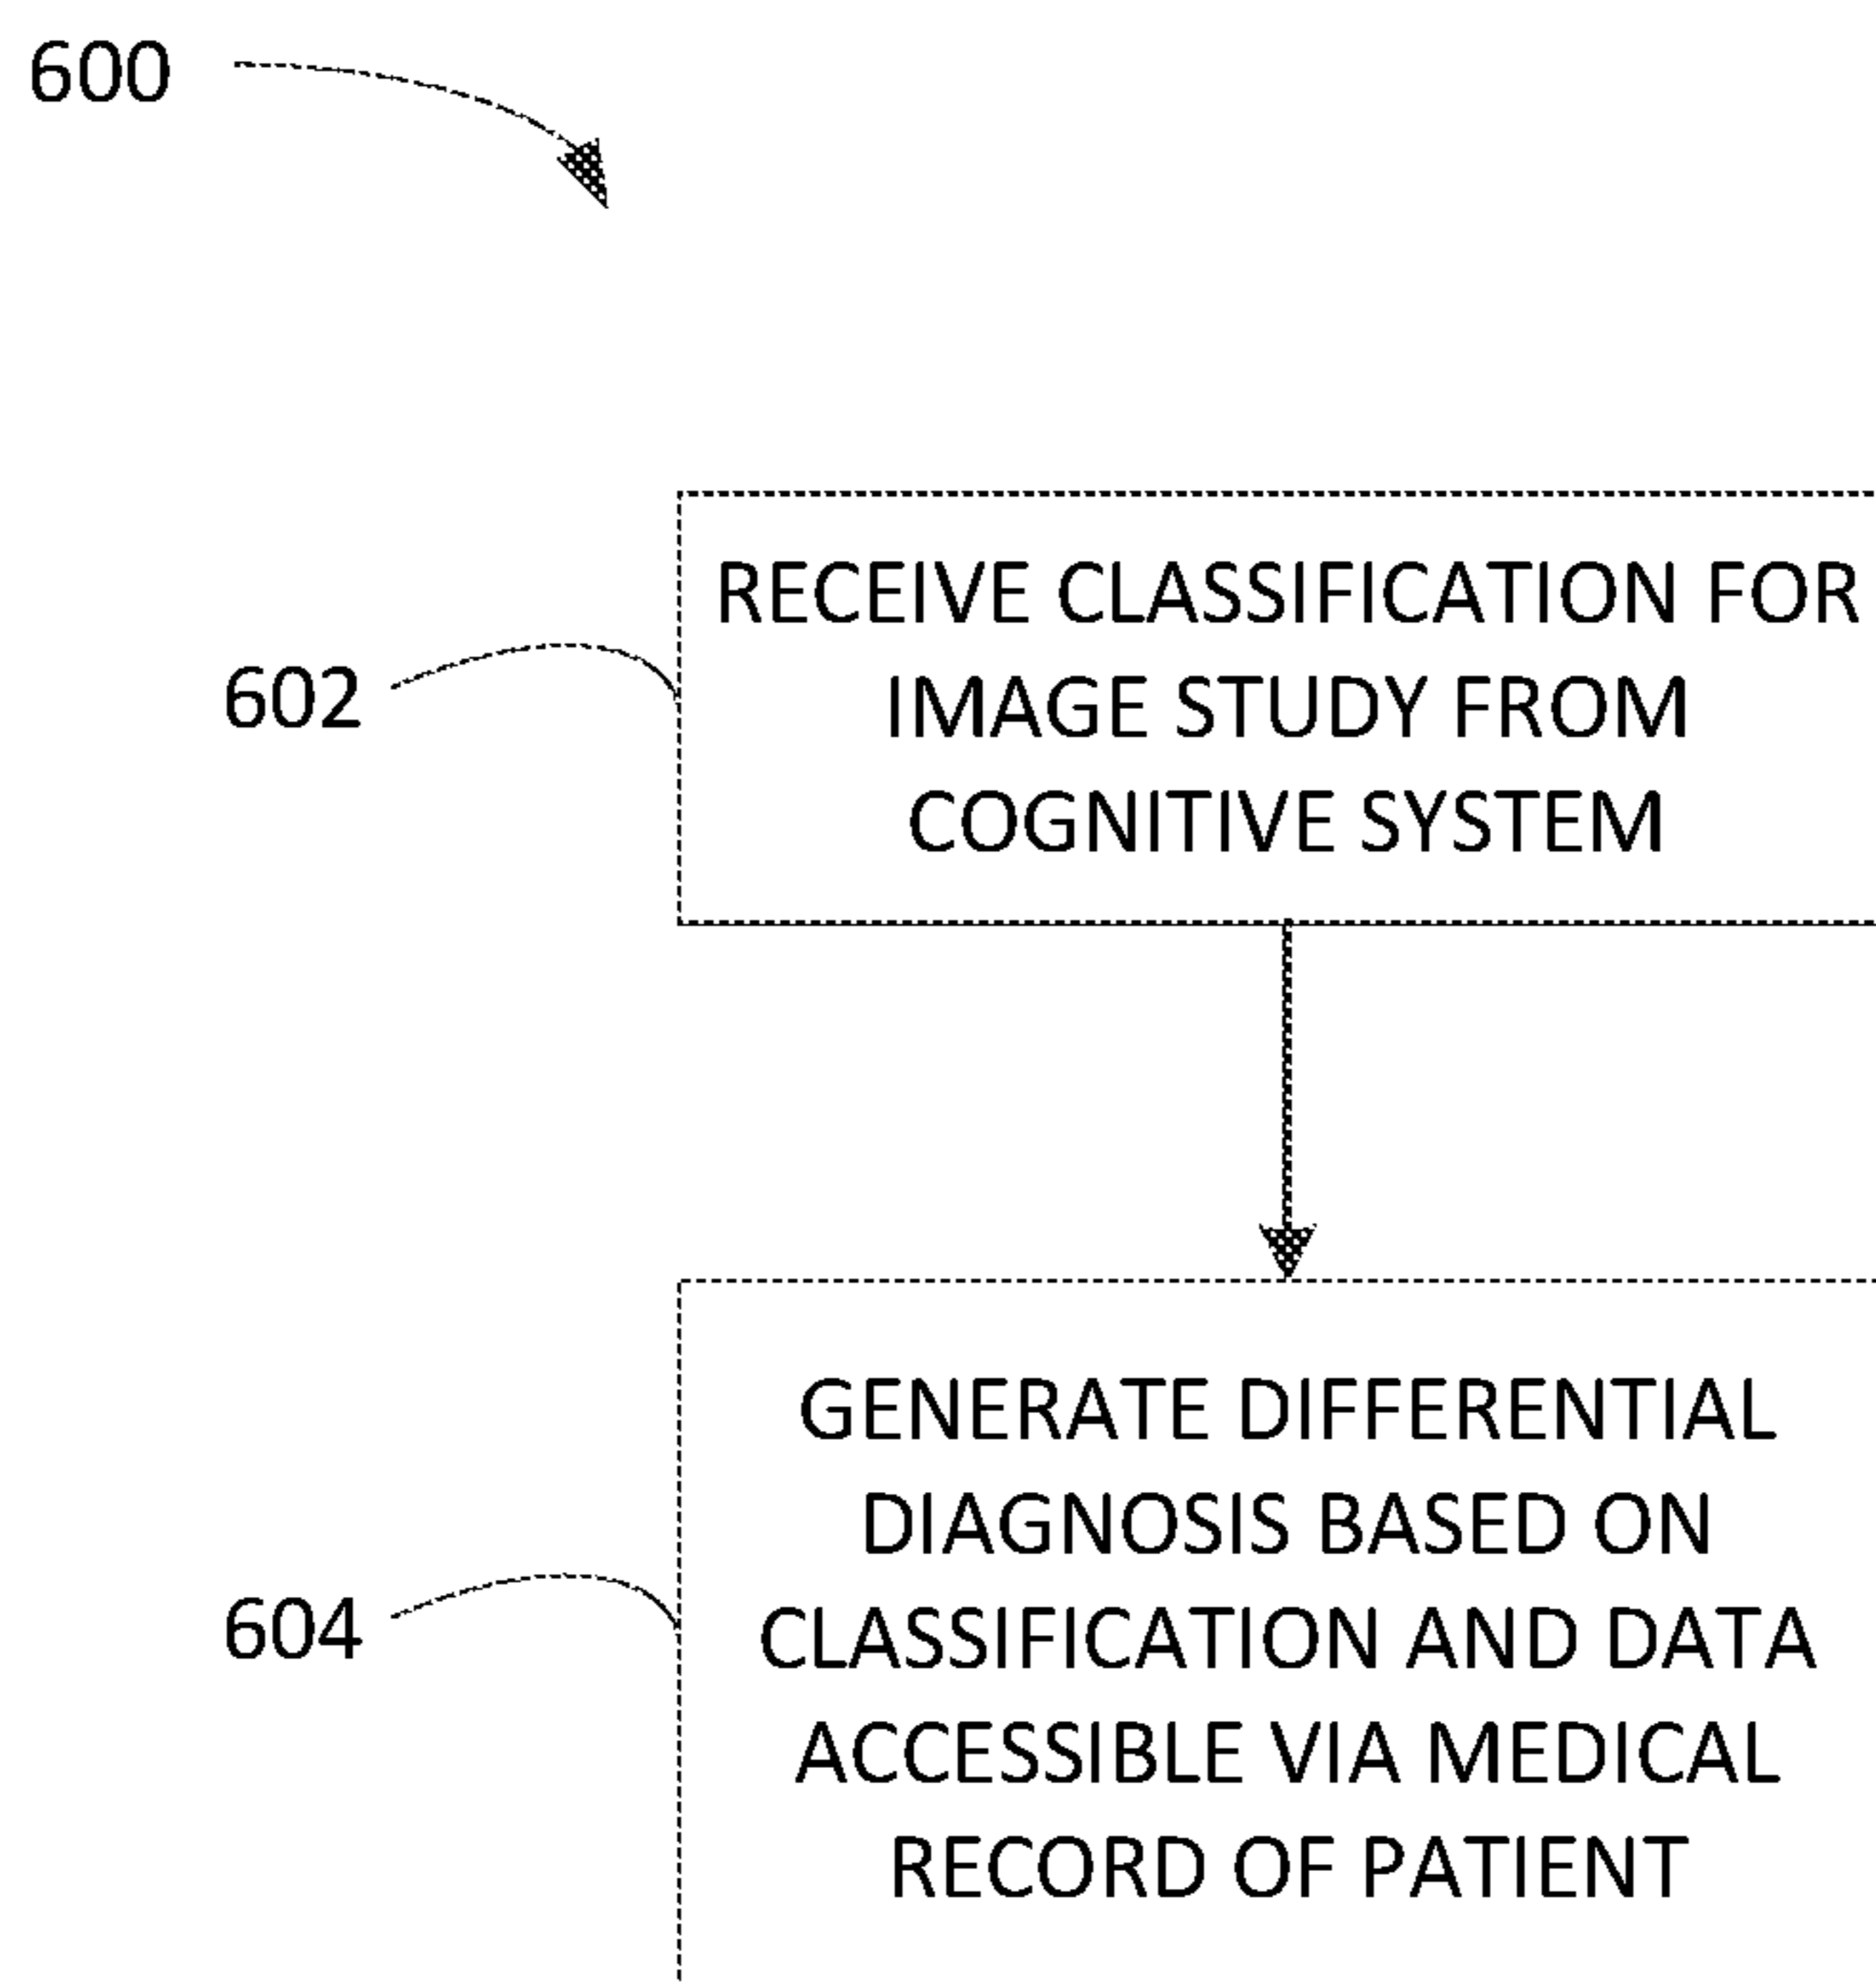 600
602
RECEIVE CLASSIFICATION FOR
IMAGE STUDY FROM
COGNITIVE SYSTEM
604
GENERATE DIFFERENTIAL
DIAGNOSIS BASED ON
CLASSIFICATION AND DATA
ACCESSIBLE VIA MEDICAL
RECORD OF PATIENT